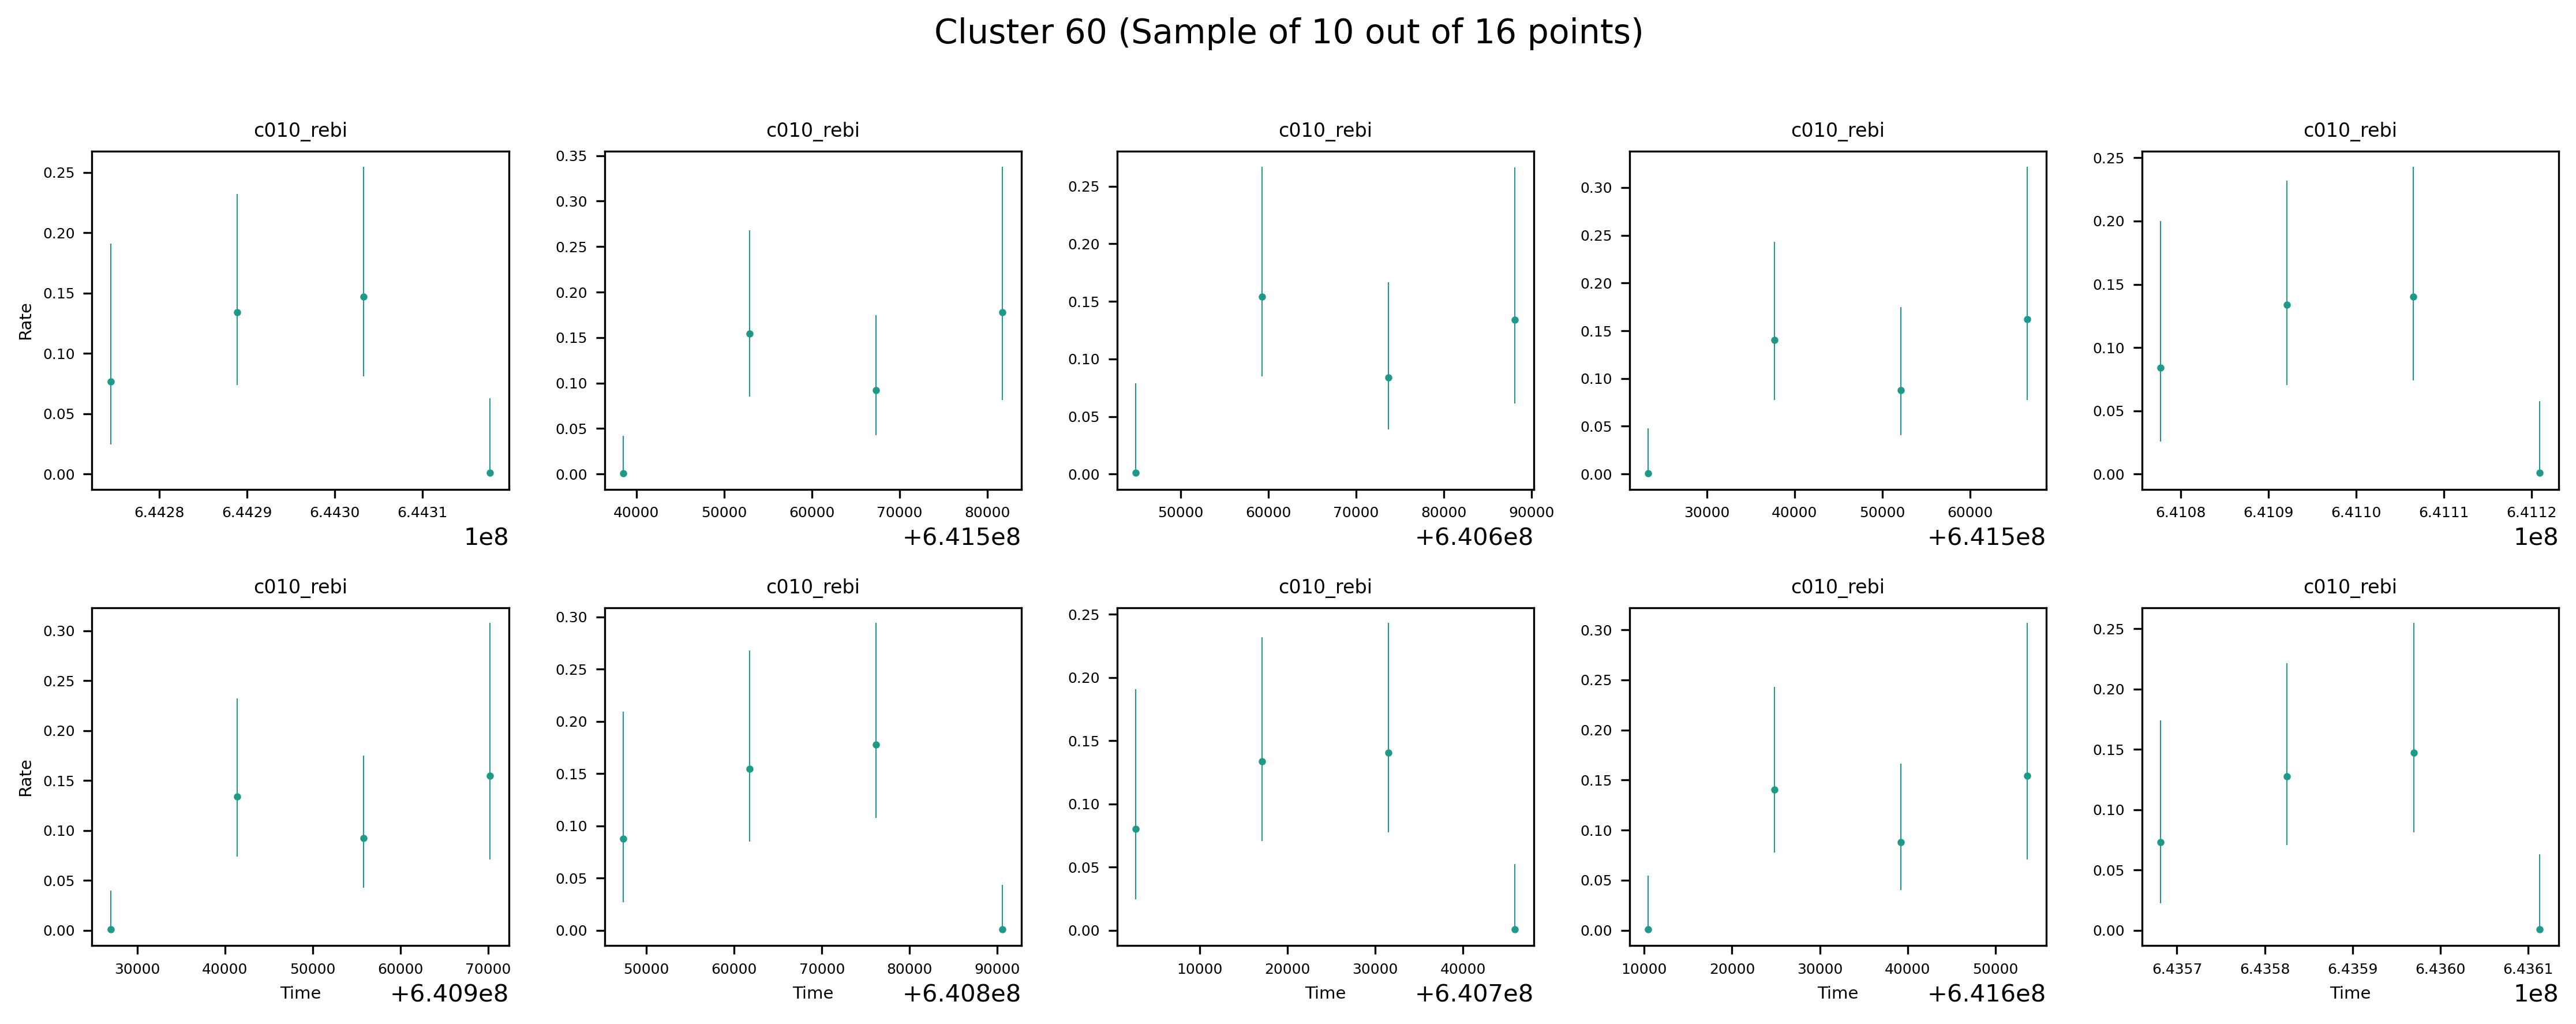 Cluster 60 (Sample of 10 out of 16 points)
c010_rebi c010_rebi c010_rebi c010_rebi c010_rebi
Rate
0.25
0.20
0.15
0.10
0.05
0.00
6.4428 6.4429 6.4430 6.4431
1e8
0.35
0.30
0.25
0.20
0.15
0.10
0.05
0.00
40000 50000 60000 70000 80000
+6.415e8
0.25
0.20
0.15
0.10
0.05
0.00
50000 60000 70000 80000 90000
+6.406e8
0.30
0.25
0.20
0.15
0.10
0.05
0.00
30000 40000 50000 60000
+6.415e8
0.25
0.20
0.15
0.10
0.05
0.00
6.4108 6.4109 6.4110 6.4111 6.4112
1e8
c010_rebi c010_rebi c010_rebi c010_rebi c010_rebi
Rate
0.30
0.25
0.20
0.15
0.10
0.05
0.00
30000 40000 50000 60000 70000
Time +6.409e8
0.30
0.25
0.20
0.15
0.10
0.05
0.00
50000 60000 70000 80000 90000
Time +6.408e8
0.25
0.20
0.15
0.10
0.05
0.00
10000 20000 30000 40000
Time +6.407e8
0.30
0.25
0.20
0.15
0.10
0.05
0.00
10000 20000 30000 40000 50000
Time +6.416e8
0.25
0.20
0.15
0.10
0.05
0.00
6.4357 6.4358 6.4359 6.4360 6.4361
Time 1e8